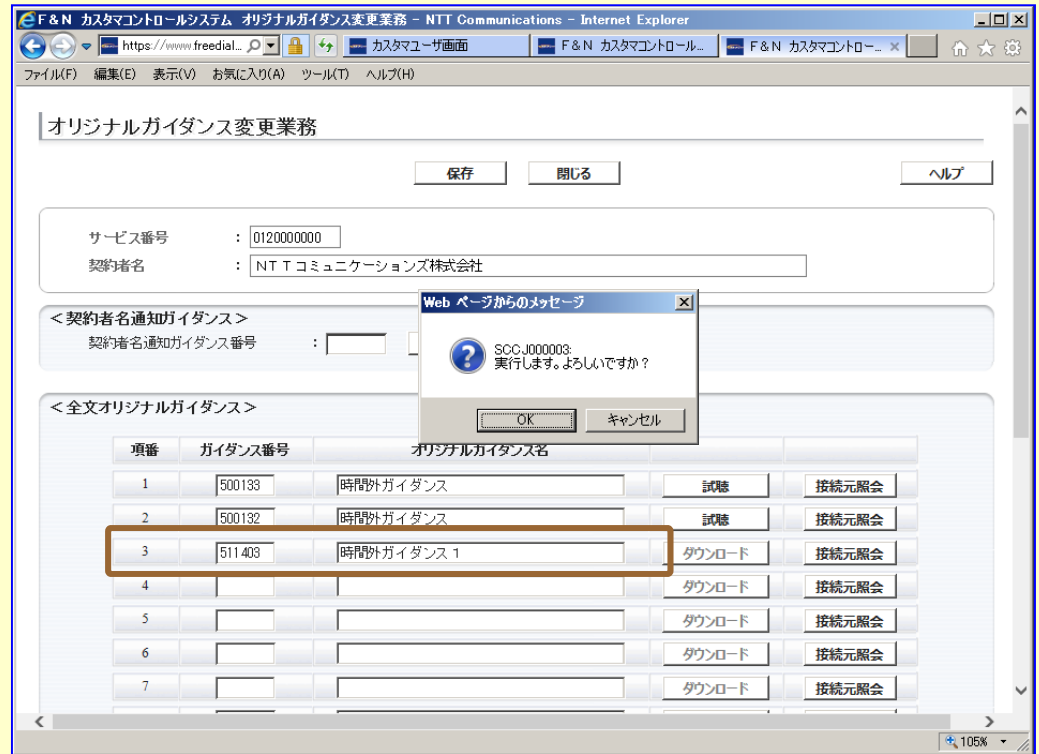 F&N カスタマコントロールシステム オリジナルガイダンス変更業務 - NTT Communications - Internet Explorer
https://www.freedial... カスタマユーザ画面 F&N カスタマコントロール... F&N カスタマコントロー...
ファイル(F) 編集(E) 表示(V) お気に入り(A) ツール(T) ヘルプ(H)
オリジナルガイダンス変更業務
保存 閉じる ヘルプ
サービス番号 : 0120000000
契約者名 : NTTコミュニケーションズ株式会社
Web ページからのメッセージ
SCCJ000003:
実行します。よろしいですか？
OK キャンセル
＜契約者名通知ガイダンス＞
契約者名通知ガイダンス番号 :
＜全文オリジナルガイダンス＞
項番 ガイダンス番号 オリジナルガイダンス名
1 500133 時間外ガイダンス 試聴 接続元照会
2 500132 時間外ガイダンス 試聴 接続元照会
3 511403 時間外ガイダンス１ ダウンロード 接続元照会
4 ダウンロード 接続元照会
5 ダウンロード 接続元照会
6 ダウンロード 接続元照会
7 ダウンロード 接続元照会
105%